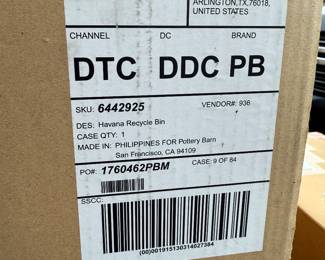 ARLINGTON,TX,76018,
UNITED STATES
CHANNEL DC BRAND
DTC DDC PB
SKU: 6442925 VENDOR#: 936
DES: Havana Recycle Bin
CASE QTY: 1
MADE IN: PHILIPPINES FOR Pottery Barn
San Francisco, CA 94109
PO#: 1760462PBM CASE: 9 OF 84
SSCC:
(00)001915130314027384